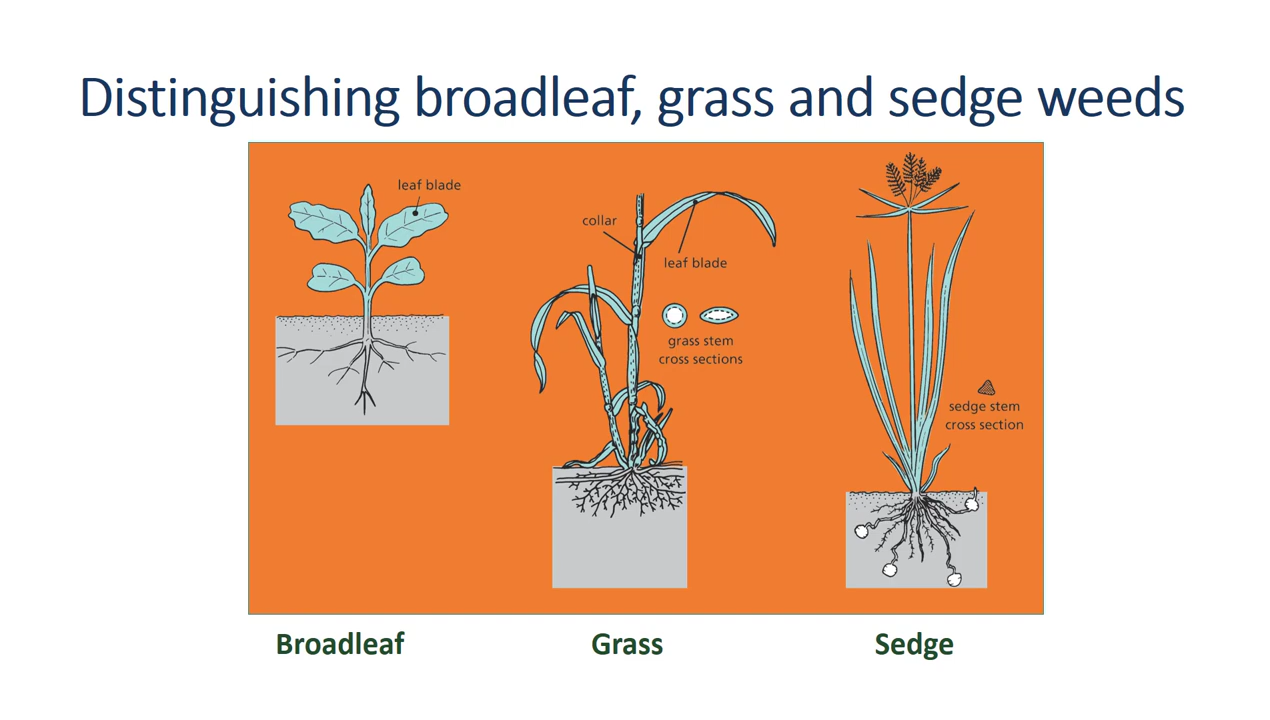 Distinguishing broadleaf, grass and sedge weeds
leaf blade
collar
leaf blade
grass stem
cross sections
sedge stem
cross section
Broadleaf
Grass
Sedge